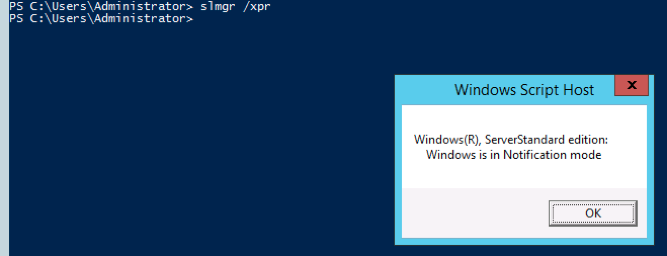 PS C:\Users\Administrator> slmgr /xpr
PS C:\Users\Administrator>
Windows Script Host
x
Windows(R), ServerStandard edition:
Windows is in Notification mode
OK